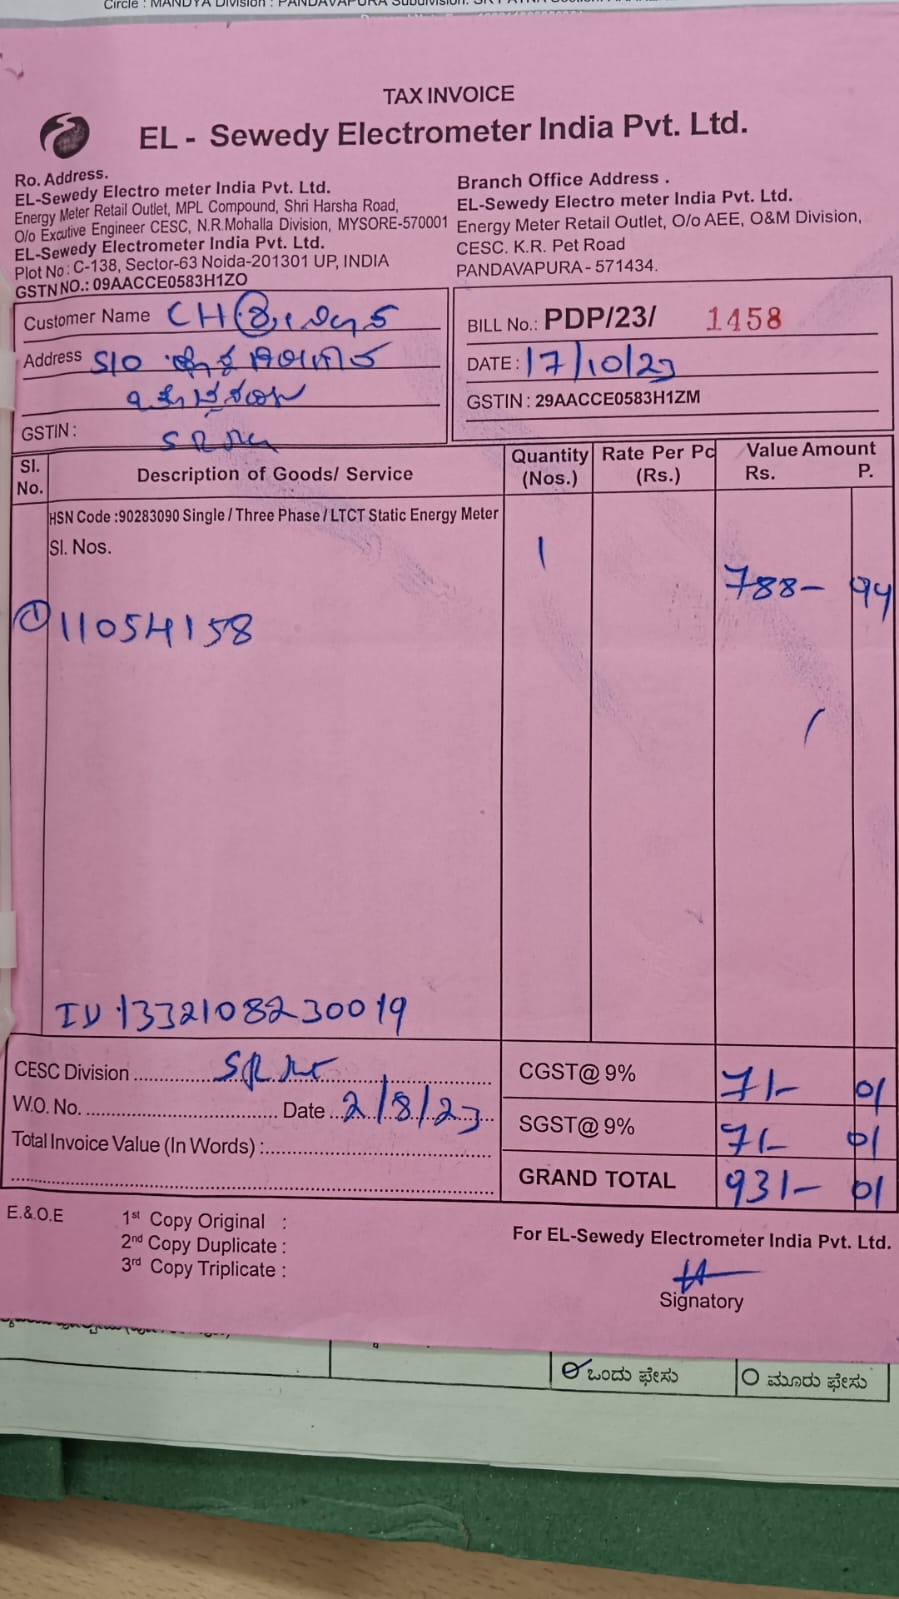 Circle : MANDYA Division : PANDAVAPURA Subdivision:
TAX INVOICE
EL - Sewedy Electrometer India Pvt. Ltd.
Ro. Address.
EL-Sewedy Electro meter India Pvt. Ltd.
Energy Meter Retail Outlet, MPL Compound, Shri Harsha Road,
O/o Excutive Engineer CESC, N.R.Mohalla Division, MYSORE-570001
EL-Sewedy Electrometer India Pvt. Ltd.
Plot No : C-138, Sector-63 Noida-201301 UP, INDIA
GSTN NO.: 09AACCE0583H1ZO
Branch Office Address .
EL-Sewedy Electro meter India Pvt. Ltd.
Energy Meter Retail Outlet, O/o AEE, O&M Division,
CESC. K.R. Pet Road
PANDAVAPURA - 571434.
Customer Name
Address S/O
GSTIN :
BILL No.: PDP/23/ 1458
DATE : 17/10/23
GSTIN : 29AACCE0583H1ZM
Sl. No. Description of Goods/ Service Quantity (Nos.) Rate Per Pc (Rs.) Value Amount Rs. P.
HSN Code :90283090 Single / Three Phase / LTCT Static Energy Meter
Sl. Nos. 1
788- 94
① 11054158
1332108230019
CESC Division
W.O. No. Date 2/8/23
Total Invoice Value (In Words) :
CGST@ 9% 71- 01
SGST@ 9% 71- 01
GRAND TOTAL 931- 01
E.&.O.E
1st Copy Original :
2nd Copy Duplicate :
3rd Copy Triplicate :
For EL-Sewedy Electrometer India Pvt. Ltd.
Signatory
ಒಂದು ಫೇಸು
ಮೂರು ಫೇಸು